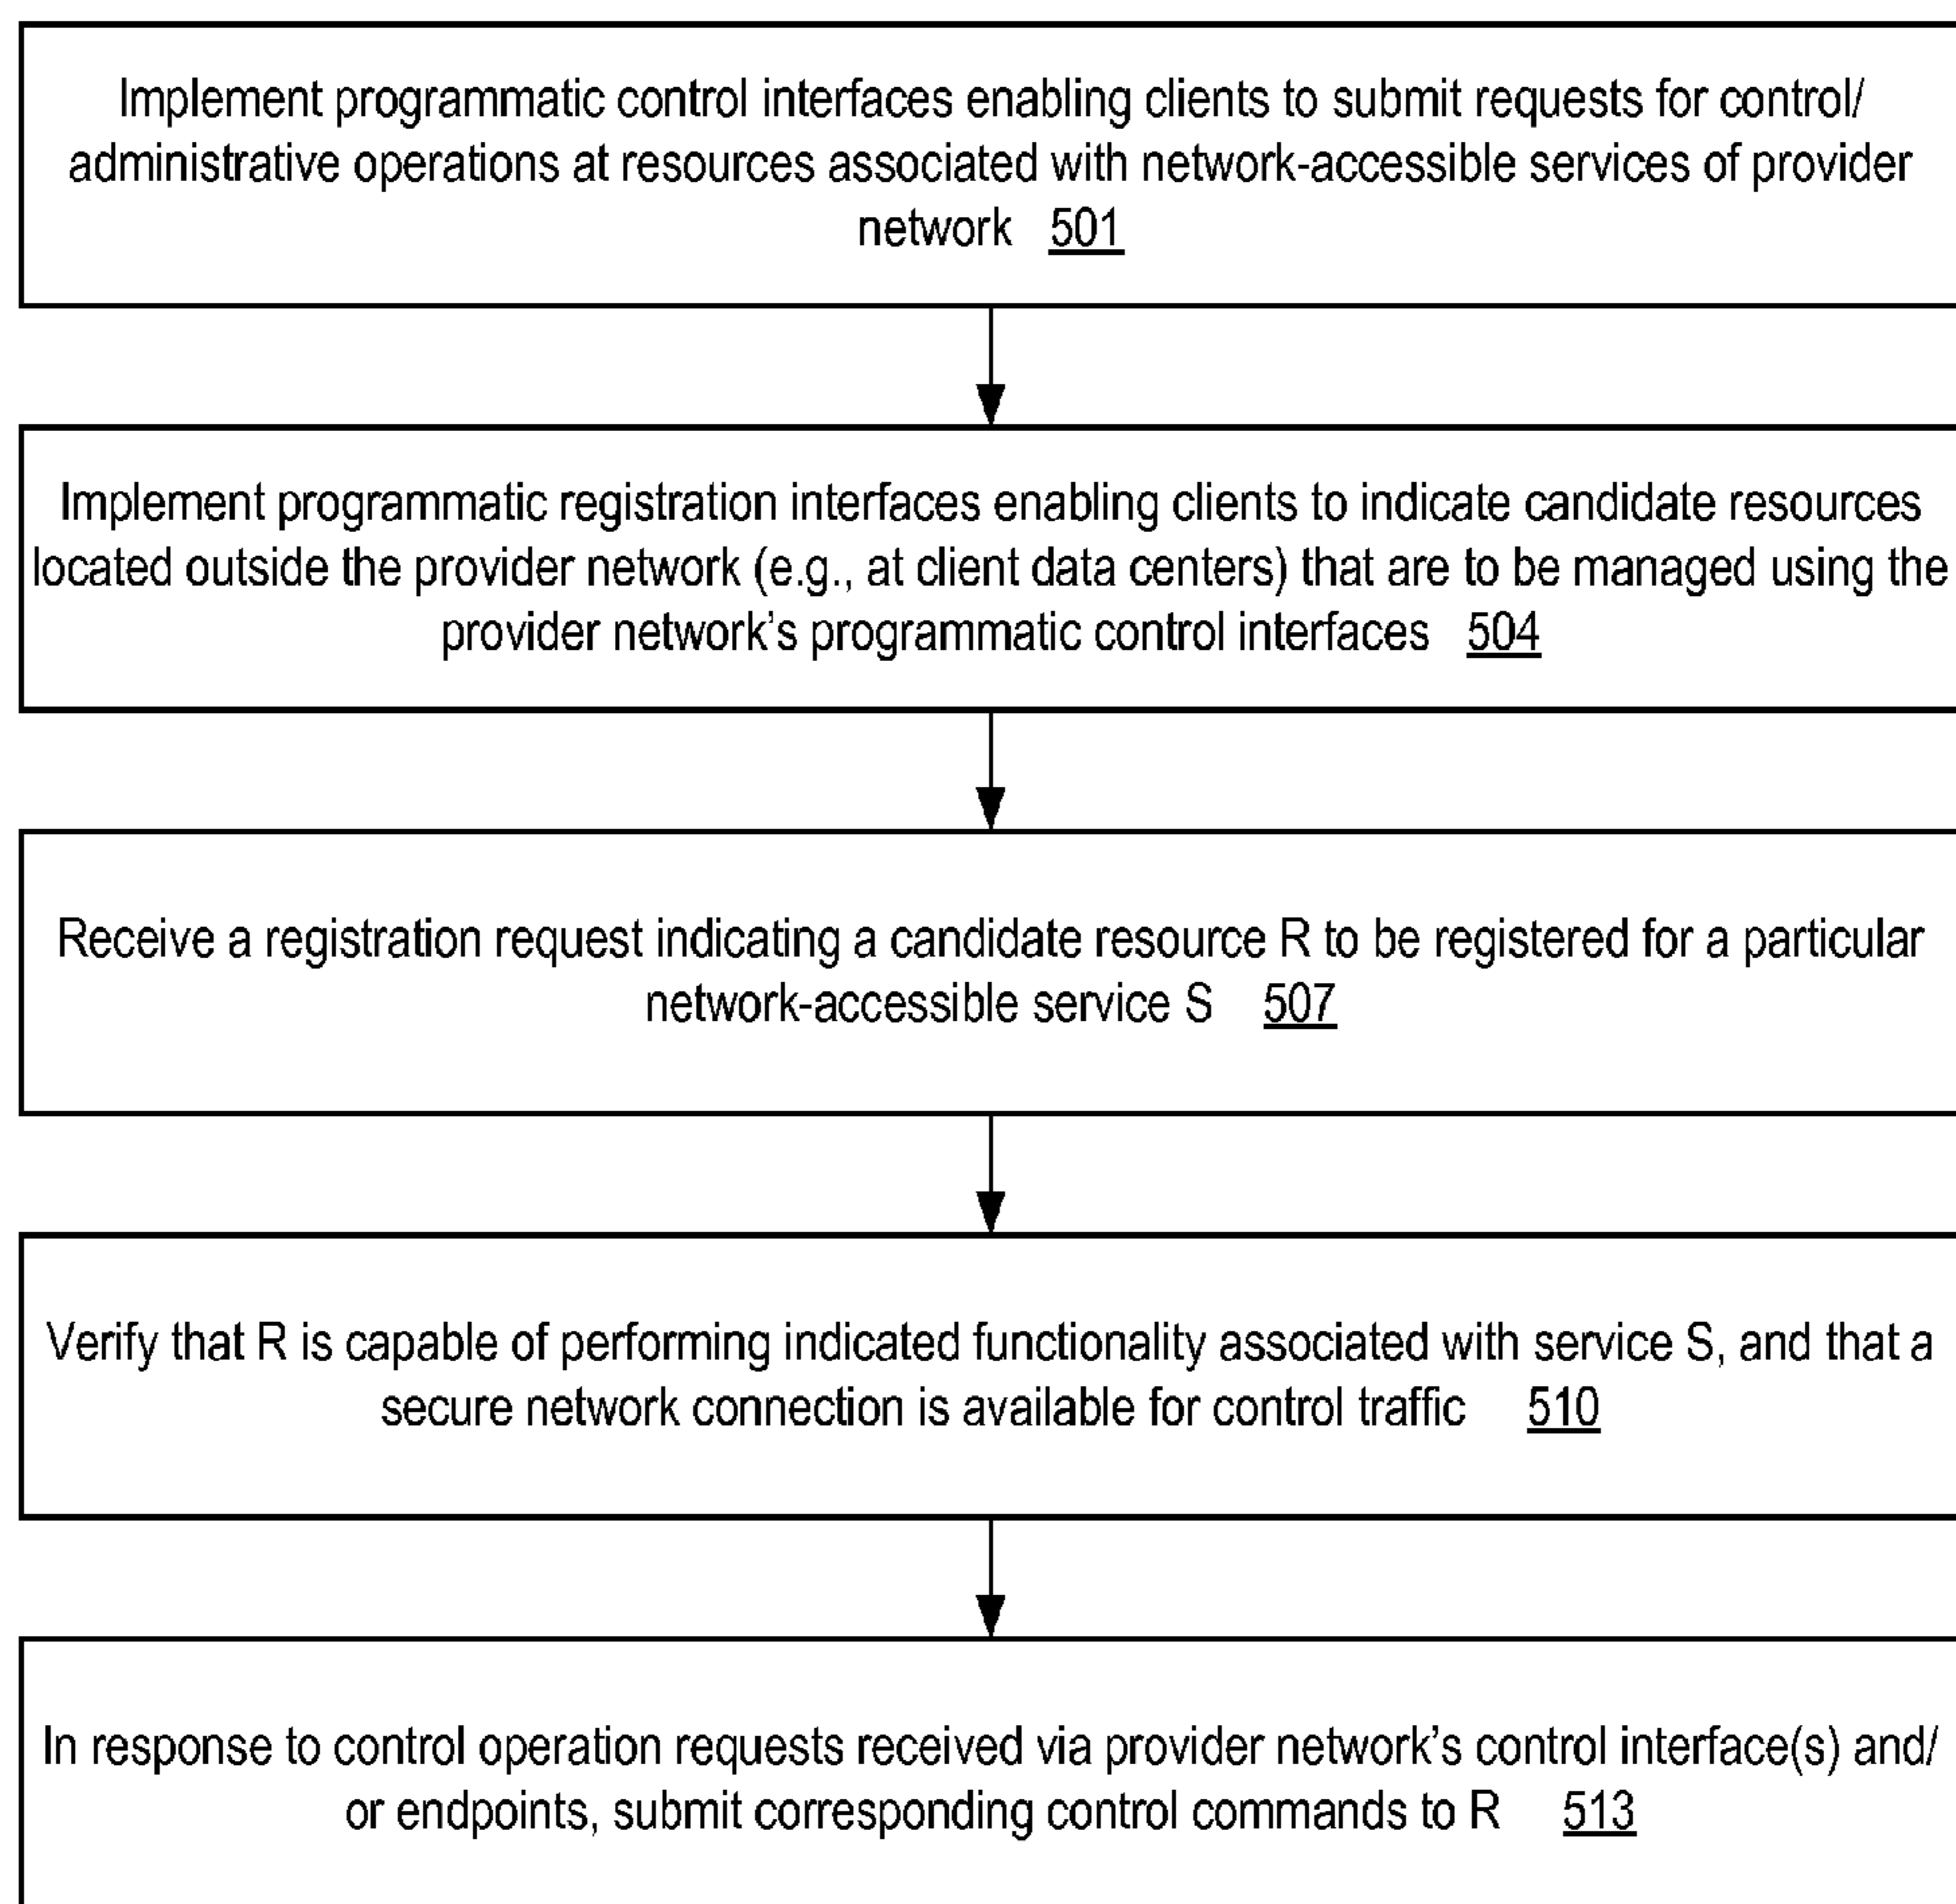 Implement programmatic control interfaces enabling clients to submit requests for control/
administrative operations at resources associated with network-accessible services of provider
network 501
Implement programmatic registration interfaces enabling clients to indicate candidate resources
located outside the provider network (e.g., at client data centers) that are to be managed using the
provider network’s programmatic control interfaces 504
Receive a registration request indicating a candidate resource R to be registered for a particular
network-accessible service S 507
Verify that R is capable of performing indicated functionality associated with service S, and that a
secure network connection is available for control traffic 510
In response to control operation requests received via provider network’s control interface(s) and/
or endpoints, submit corresponding control commands to R 513